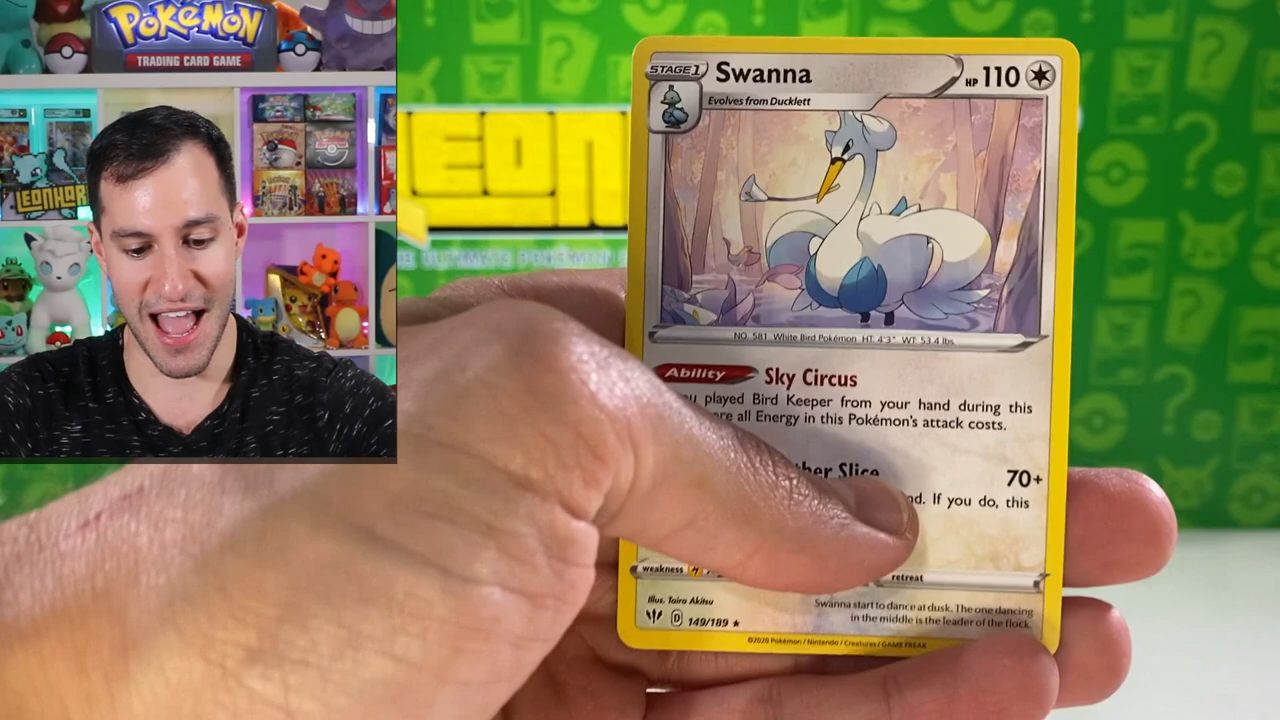 Pokémon
TRADING CARD GAME
LEONHAR
LEON
STAGE 1
Swanna
HP 110
Evolves from Ducklett
NO. 581 White Bird Pokémon HT: 4'3" WT: 53.4 lbs.
Ability Sky Circus
played Bird Keeper from your hand during this
all Energy in this Pokémon's attack costs.
Slice 70+
If you do, this
weakness
retreat
Illus. Taira Akitsu
D 149/189 ★
Swanna start to dance at dusk. The one dancing
in the middle is the leader of the flock.
©2020 Pokémon / Nintendo / Creatures / GAME FREAK